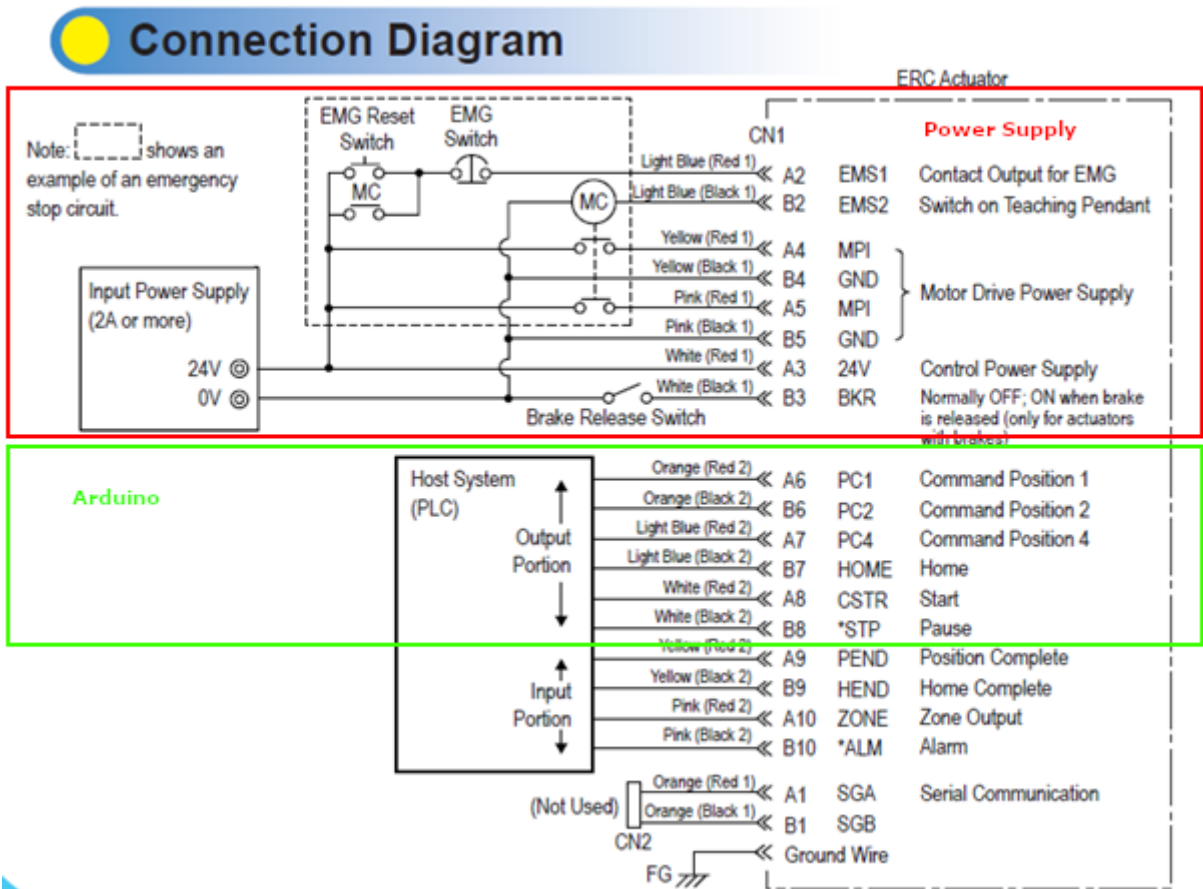 Connection Diagram
ERC Actuator
Note: shows an
example of an emergency
stop circuit.
EMG Reset
Switch
EMG
Switch
MC
MC
CN1
Power Supply
Input Power Supply
(2A or more)
24V
0V
Brake Release Switch
Light Blue (Red 1) A2 EMS1 Contact Output for EMG
Light Blue (Black 1) B2 EMS2 Switch on Teaching Pendant
Yellow (Red 1) A4 MPI
Yellow (Black 1) B4 GND
Motor Drive Power Supply
Pink (Red 1) A5 MPI
Pink (Black 1) B5 GND
White (Red 1) A3 24V Control Power Supply
White (Black 1) B3 BKR Normally OFF; ON when brake
is released (only for actuators
with brakes)
Arduino
Host System
(PLC)
Output
Portion
Input
Portion
Orange (Red 2) A6 PC1 Command Position 1
Orange (Black 2) B6 PC2 Command Position 2
Light Blue (Red 2) A7 PC4 Command Position 4
Light Blue (Black 2) B7 HOME Home
White (Red 2) A8 CSTR Start
White (Black 2) B8 *STP Pause
Yellow (Red 2) A9 PEND Position Complete
Yellow (Black 2) B9 HEND Home Complete
Pink (Red 2) A10 ZONE Zone Output
Pink (Black 2) B10 *ALM Alarm
(Not Used)
CN2
Orange (Red 1) A1 SGA Serial Communication
Orange (Black 1) B1 SGB
Ground Wire
FG